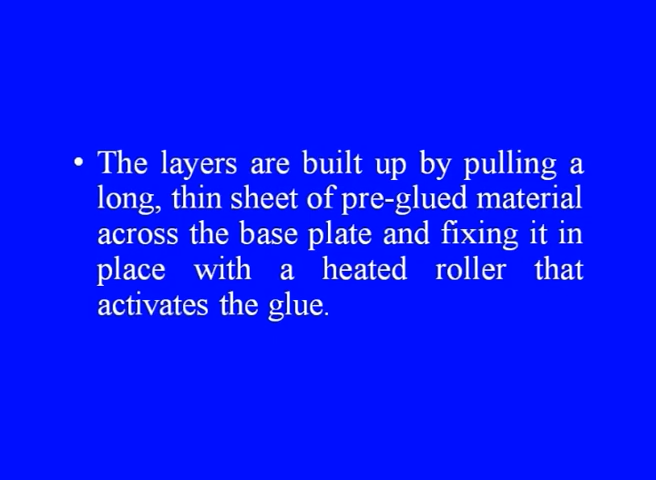 • The layers are built up by pulling a
long, thin sheet of pre-glued material
across the base plate and fixing it in
place with a heated roller that
activates the glue.